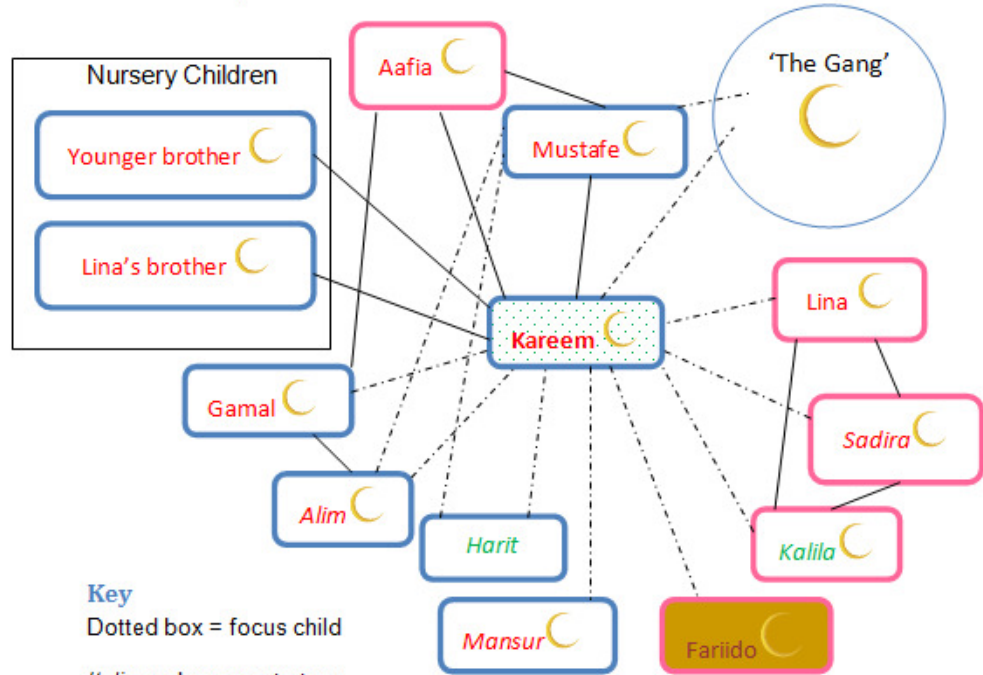 Nursery Children
Younger brother
Lina's brother
Aafia
Mustafe
'The Gang'
Kareem
Lina
Sadira
Kalila
Gamal
Alim
Harit
Mansur
Fariido
Key
Dotted box = focus child